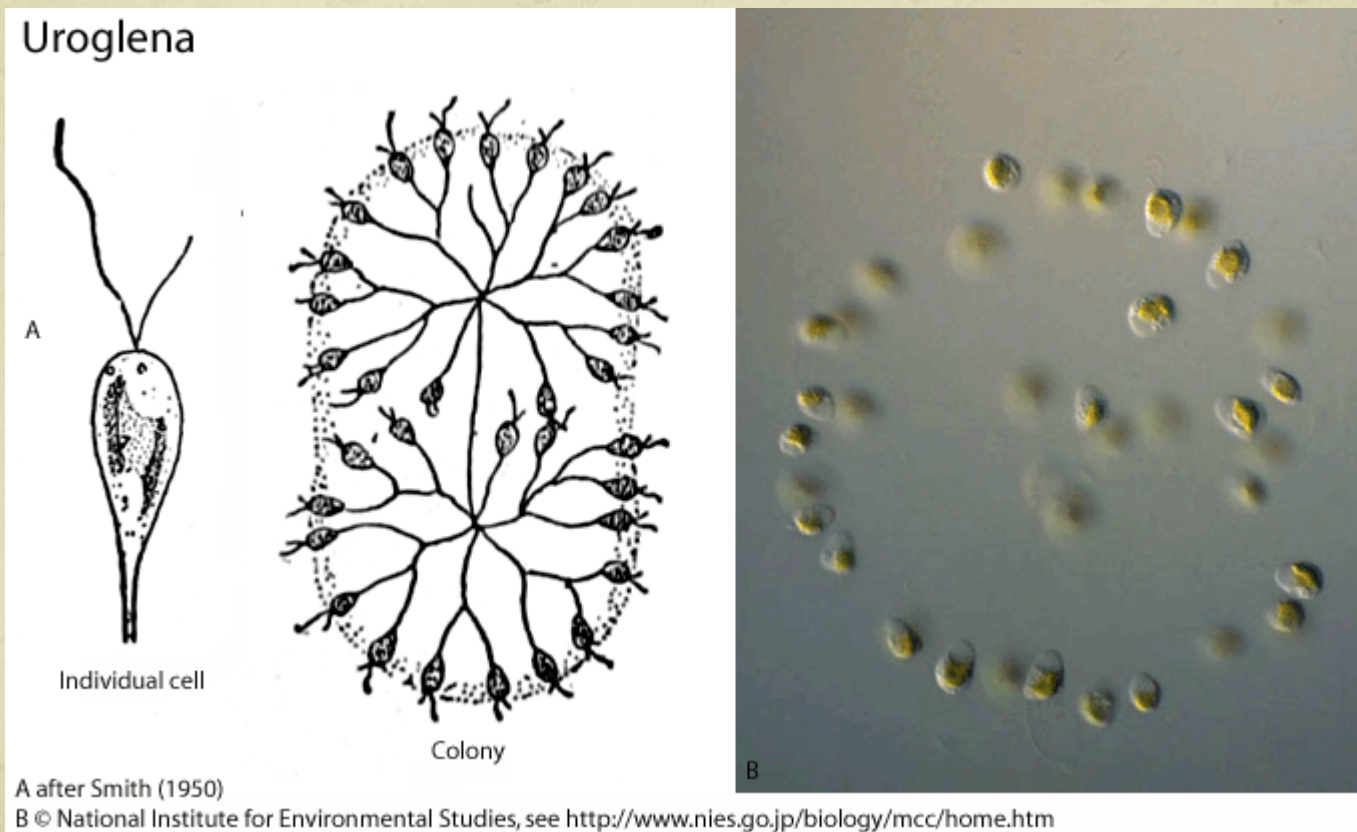 Uroglena
A
Individual cell
Colony
B
A after Smith (1950)
B © National Institute for Environmental Studies, see http://www.nies.go.jp/biology/mcc/home.htm